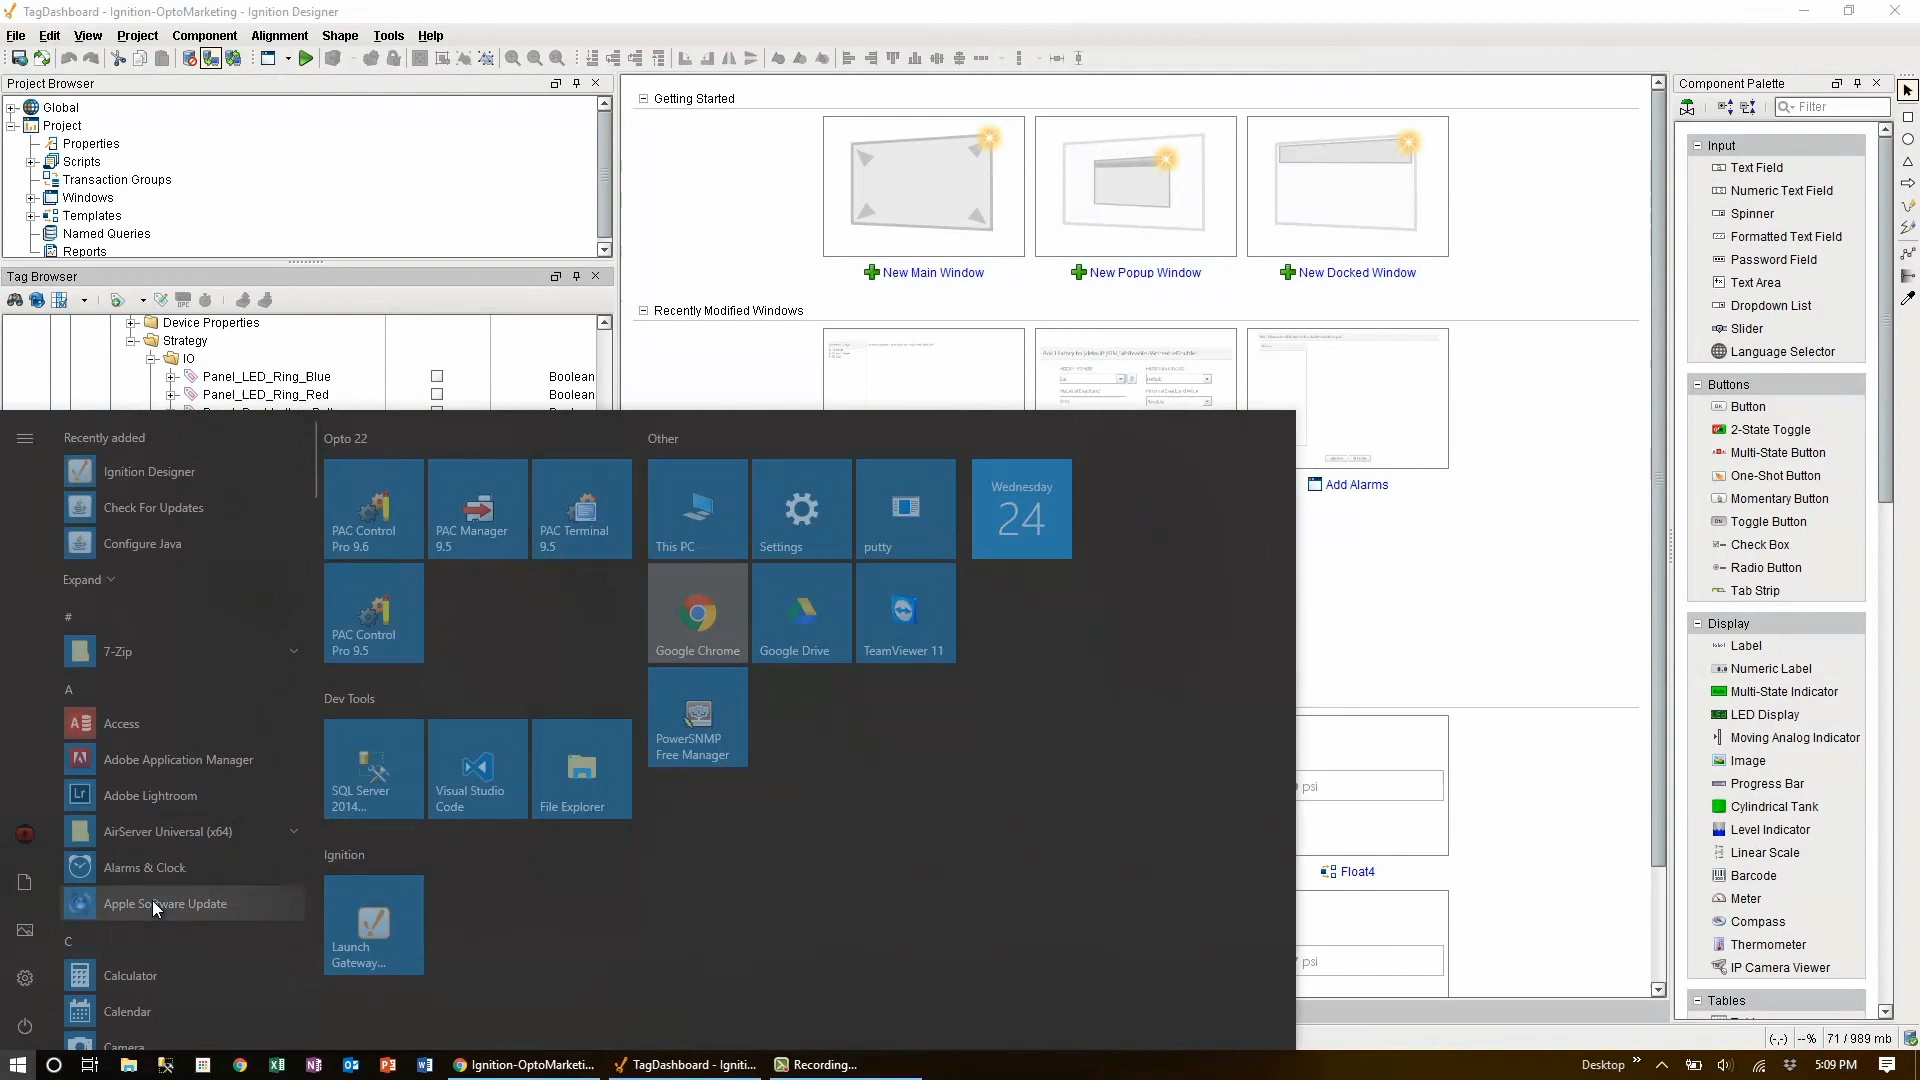 TagDashboard - Ignition-OptoMarketing - Ignition Designer
File Edit View Project Component Alignment Shape Tools Help
Project Browser
Global
Project
Properties
Scripts
Transaction Groups
Windows
Templates
Named Queries
Reports
Tag Browser
Device Properties
Strategy
IO
Panel_LED_Ring_Blue Boolean
Panel_LED_Ring_Red Boolean
Getting Started
New Main Window
New Popup Window
New Docked Window
Recently Modified Windows
Add Alarms
psi
Float4
psi
Component Palette
Filter
Input
Text Field
Numeric Text Field
Spinner
Formatted Text Field
Password Field
Text Area
Dropdown List
Slider
Language Selector
Buttons
Button
2-State Toggle
Multi-State Button
One-Shot Button
Momentary Button
Toggle Button
Check Box
Radio Button
Tab Strip
Display
Label
Numeric Label
Multi-State Indicator
LED Display
Moving Analog Indicator
Image
Progress Bar
Cylindrical Tank
Level Indicator
Linear Scale
Barcode
Meter
Compass
Thermometer
IP Camera Viewer
Tables
Recently added
Ignition Designer
Check For Updates
Configure Java
Expand
#
7-Zip
A
Access
Adobe Application Manager
Adobe Lightroom
AirServer Universal (x64)
Alarms & Clock
Apple Software Update
C
Calculator
Calendar
Camera
Opto 22
PAC Control Pro 9.6
PAC Manager 9.5
PAC Terminal 9.5
PAC Control Pro 9.5
Dev Tools
SQL Server 2014...
Visual Studio Code
File Explorer
Ignition
Launch Gateway...
Other
This PC
Settings
putty
Wednesday
24
Google Chrome
Google Drive
TeamViewer 11
PowerSNMP Free Manager
(-,-) --% 71 / 989 mb
Ignition-OptoMarketi...
TagDashboard - Igniti...
Recording...
Desktop
5:09 PM